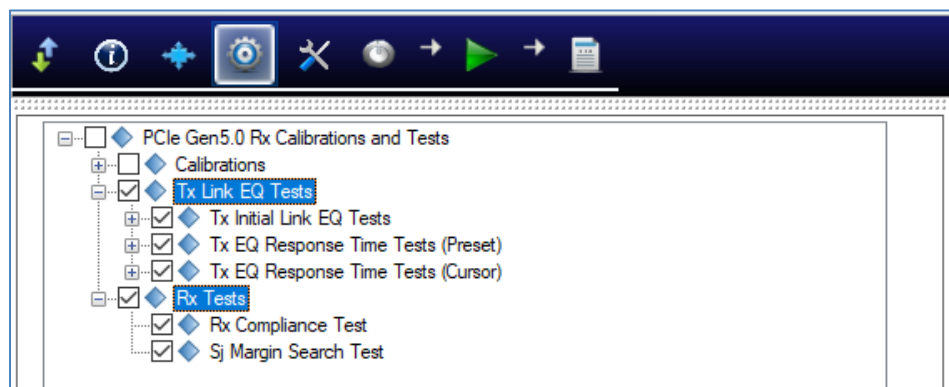 PCIe Gen5.0 Rx Calibrations and Tests
Calibrations
Tx Link EQ Tests
Tx Initial Link EQ Tests
Tx EQ Response Time Tests (Preset)
Tx EQ Response Time Tests (Cursor)
Rx Tests
Rx Compliance Test
Sj Margin Search Test